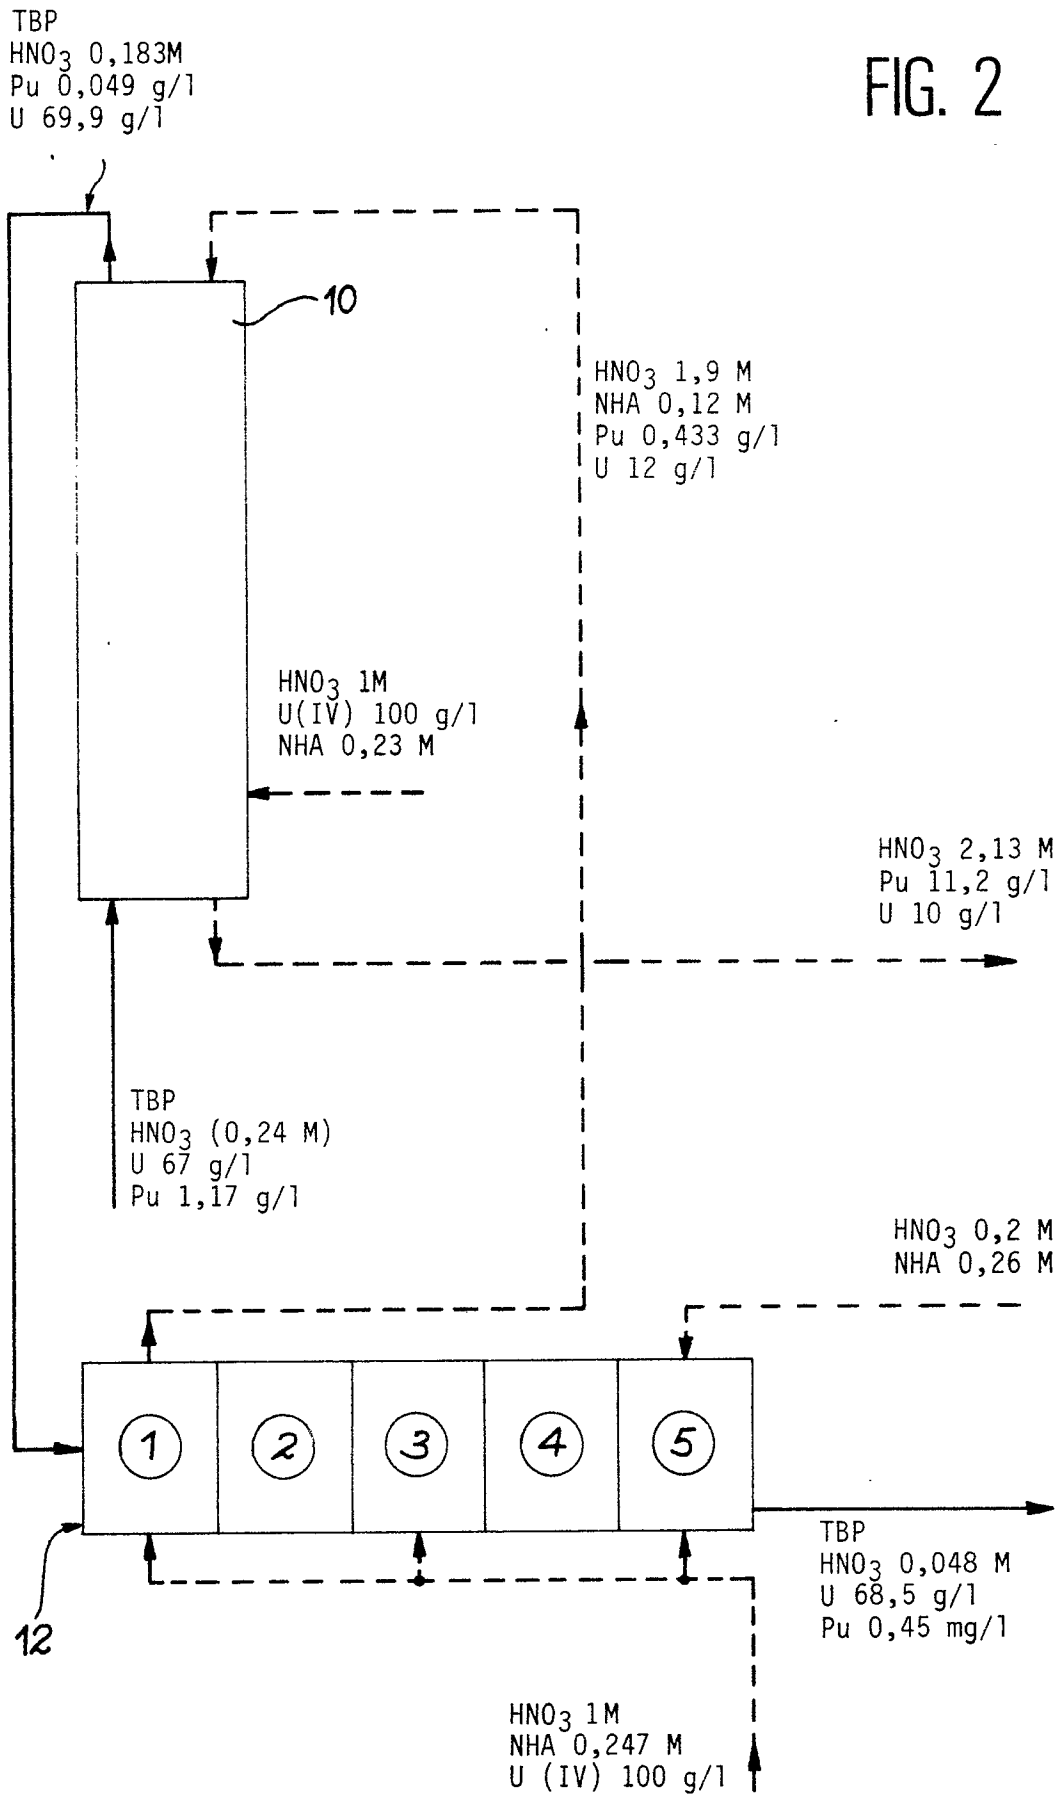 TBP
HNO3 0,183M
Pu 0,049 g/l
U 69,9 g/l
FIG. 2
10
HNO3 1,9 M
NHA 0,12 M
Pu 0,433 g/l
U 12 g/l
HNO3 1M
U(IV) 100 g/l
NHA 0,23 M
HNO3 2,13 M
Pu 11,2 g/l
U 10 g/l
TBP
HNO3 (0,24 M)
U 67 g/l
Pu 1,17 g/l
HNO3 0,2 M
NHA 0,26 M
1 2 3 4 5
12
TBP
HNO3 0,048 M
U 68,5 g/l
Pu 0,45 mg/l
HNO3 1M
NHA 0,247 M
U (IV) 100 g/l